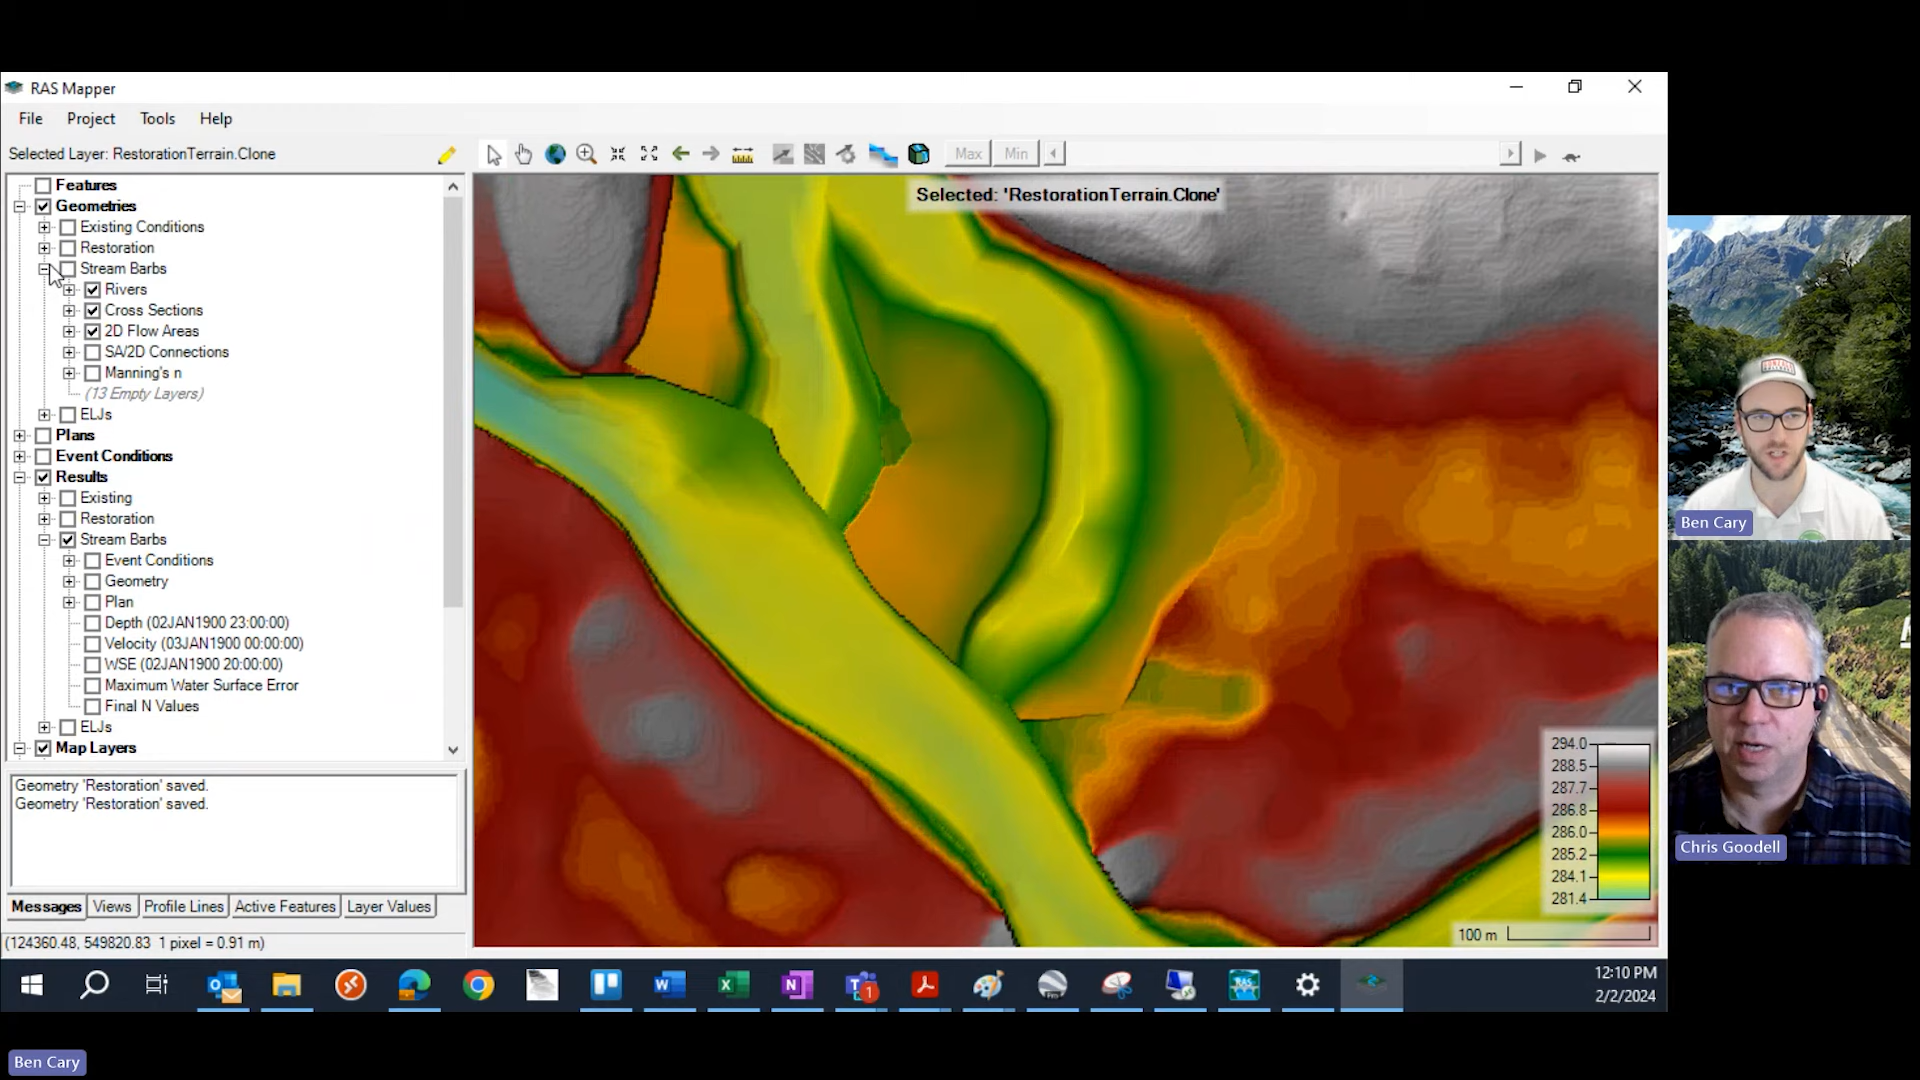 RAS Mapper
File Project Tools Help
Selected Layer: RestorationTerrain.Clone
Max Min
Features
Geometries
Existing Conditions
Restoration
Stream Barbs
Rivers
Cross Sections
2D Flow Areas
SA/2D Connections
Manning's n
(13 Empty Layers)
ELJs
Plans
Event Conditions
Results
Existing
Restoration
Stream Barbs
Event Conditions
Geometry
Plan
Depth (02JAN1900 23:00:00)
Velocity (03JAN1900 00:00:00)
WSE (02JAN1900 20:00:00)
Maximum Water Surface Error
Final N Values
ELJs
Map Layers
Geometry 'Restoration' saved.
Geometry 'Restoration' saved.
Messages Views Profile Lines Active Features Layer Values
(124360.48, 549820.83 1 pixel = 0.91 m)
Selected: 'RestorationTerrain.Clone'
294.0
288.5
287.7
286.8
286.0
285.2
284.1
281.4
100 m
Ben Cary
Chris Goodell
12:10 PM
2/2/2024
Ben Cary